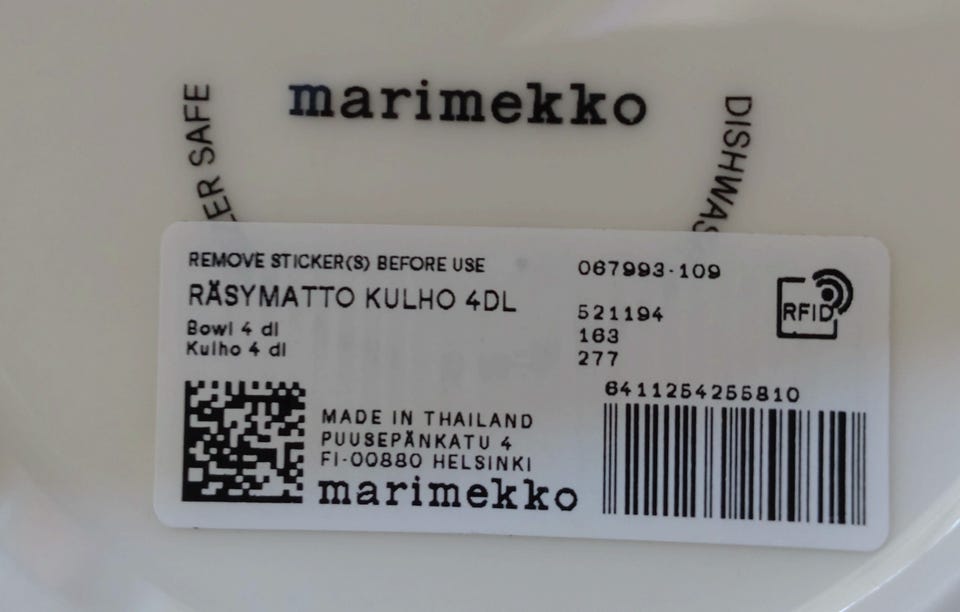 marimekko
ER SAFE
DISHWAS
REMOVE STICKER(S) BEFORE USE
RÄSYMATTO KULHO 4DL
Bowl 4 dl
Kulho 4 dl
067993-109
521194
163
277
RFID
6411254255810
MADE IN THAILAND
PUUSEPÄNKATU 4
FI-00880 HELSINKI
marimekko